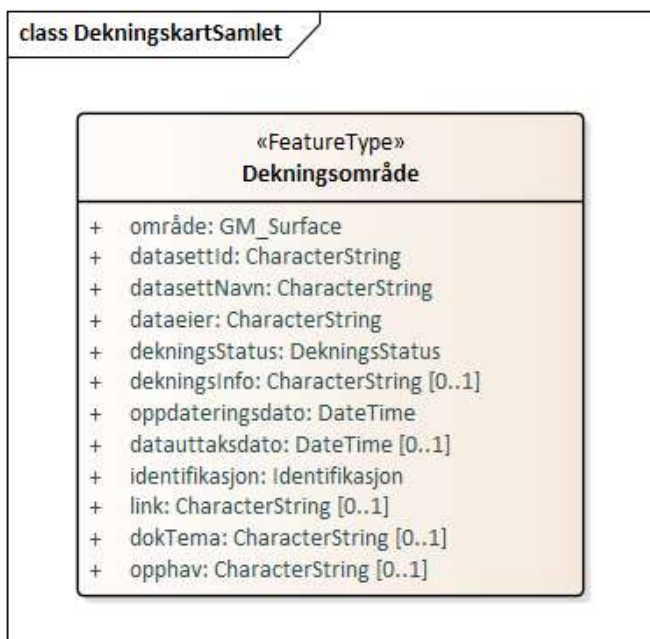 class DekningskartSamlet
«FeatureType»
Dekningsområde
+ område: GM_Surface
+ datasettId: CharacterString
+ datasettNavn: CharacterString
+ dataeier: CharacterString
+ dekningsStatus: DekningsStatus
+ dekningsInfo: CharacterString [0..1]
+ oppdateringsdato: DateTime
+ datauttaksdato: DateTime [0..1]
+ identifikasjon: Identifikasjon
+ link: CharacterString [0..1]
+ dokTema: CharacterString [0..1]
+ opphav: CharacterString [0..1]